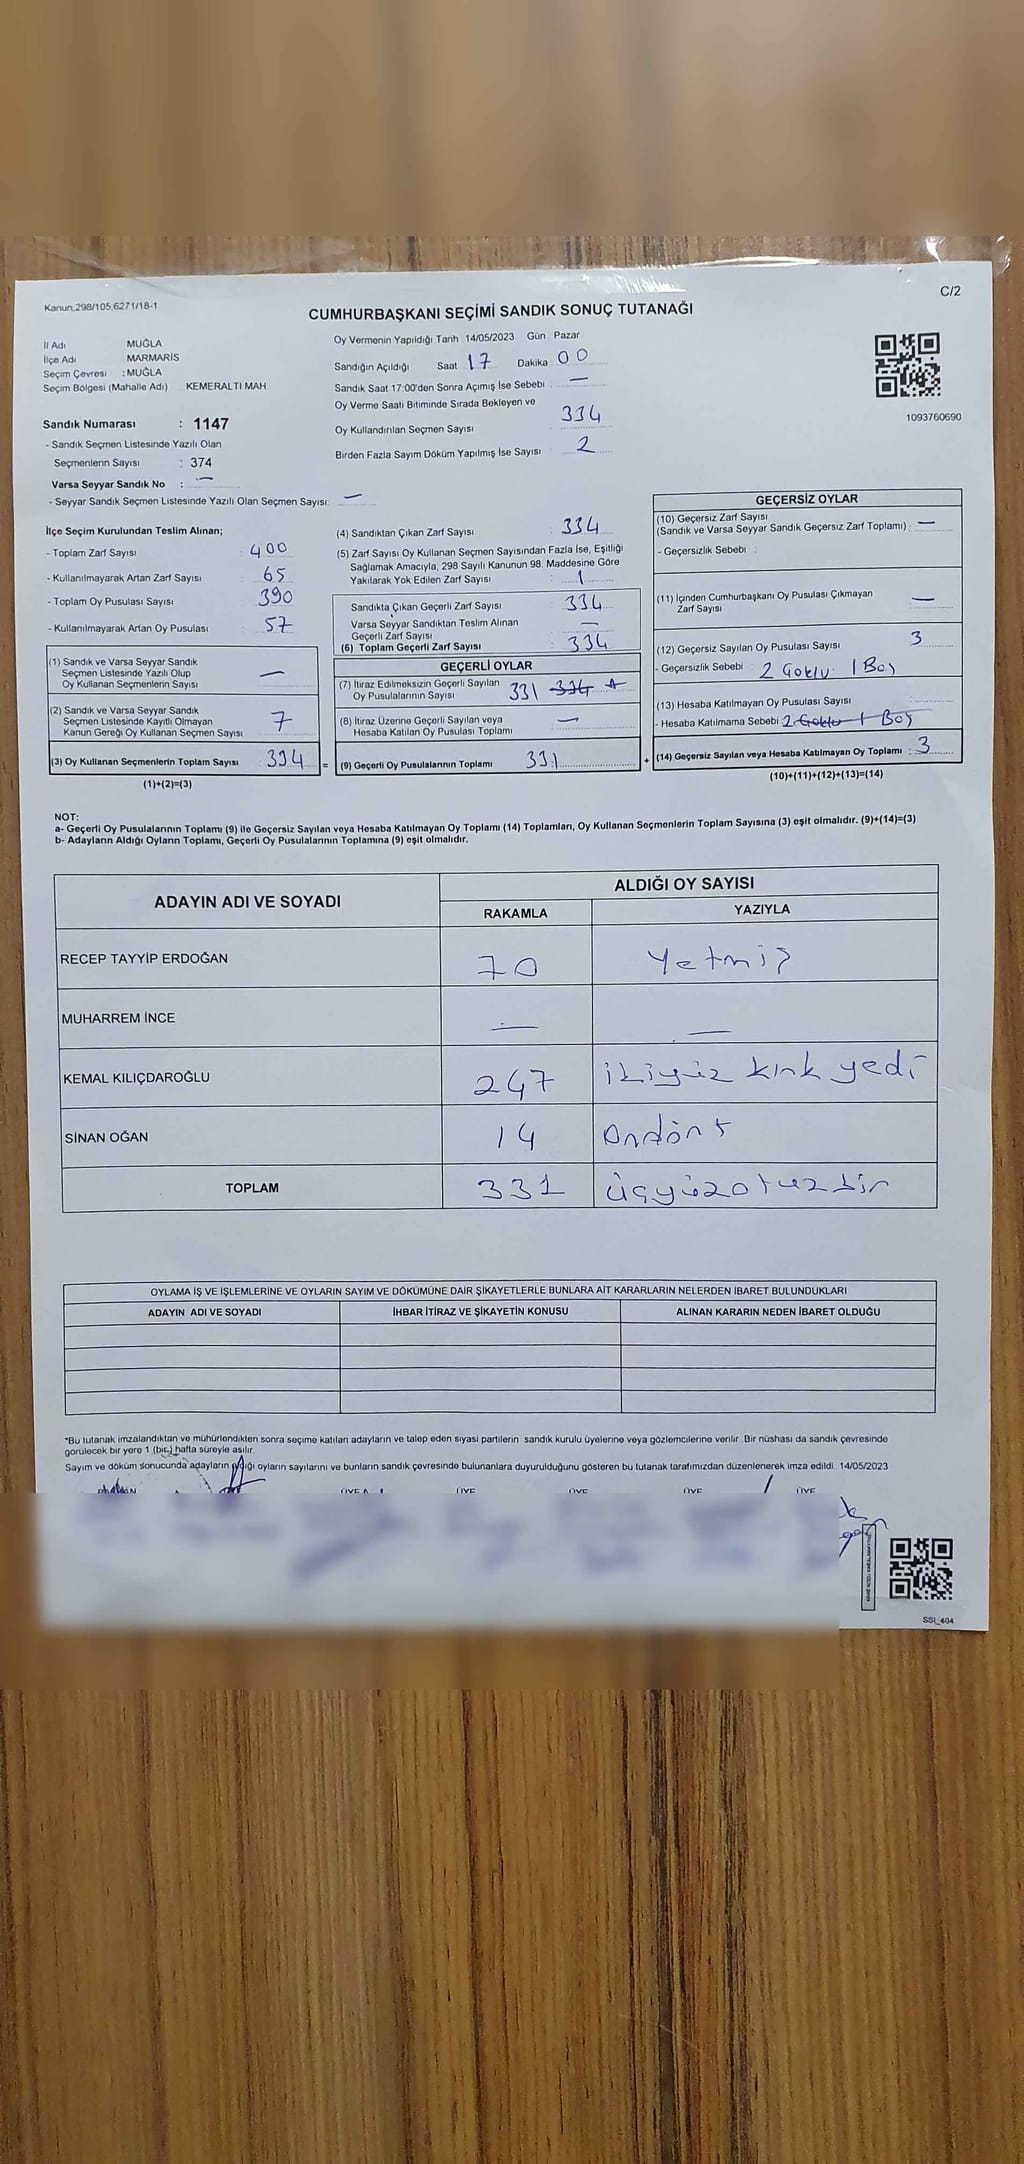 C/2
Kanun,298/105,6271/18-1
CUMHURBAŞKANI SEÇİMİ SANDIK SONUÇ TUTANAĞI
İl Adı MUĞLA
İlçe Adı MARMARİS
Seçim Çevresi : MUĞLA
Seçim Bölgesi (Mahalle Adı) KEMERALTI MAH
Sandık Numarası : 1147
- Sandık Seçmen Listesinde Yazılı Olan
Seçmenlerin Sayısı : 374
Varsa Seyyar Sandık No : —
- Seyyar Sandık Seçmen Listesinde Yazılı Olan Seçmen Sayısı: —
Oy Vermenin Yapıldığı Tarih :14/05/2023 Gün Pazar
Sandığın Açıldığı Saat 17 Dakika 00
Sandık Saat 17:00'den Sonra Açımış İse Sebebi : —
Oy Verme Saati Bitiminde Sırada Bekleyen ve
Oy Kullandırılan Seçmen Sayısı 334
Birden Fazla Sayım Döküm Yapılmış İse Sayısı : 2
1093760690
İlçe Seçim Kurulundan Teslim Alınan;
- Toplam Zarf Sayısı : 400
- Kullanılmayarak Artan Zarf Sayısı : 65
- Toplam Oy Pusulası Sayısı : 390
- Kullanılmayarak Artan Oy Pusulası : 57
(1) Sandık ve Varsa Seyyar Sandık
Seçmen Listesinde Yazılı Olup
Oy Kullanan Seçmenlerin Sayısı : —
(2) Sandık ve Varsa Seyyar Sandık
Seçmen Listesinde Kayıtlı Olmayan
Kanun Gereği Oy Kullanan Seçmen Sayısı : 7
(3) Oy Kullanan Seçmenlerin Toplam Sayısı : 334 =
(1)+(2)=(3)
(4) Sandıktan Çıkan Zarf Sayısı : 334
(5) Zarf Sayısı Oy Kullanan Seçmen Sayısından Fazla İse, Eşitliği
Sağlamak Amacıyla, 298 Sayılı Kanunun 98. Maddesine Göre
Yakılarak Yok Edilen Zarf Sayısı : 1
Sandıkta Çıkan Geçerli Zarf Sayısı : 334
Varsa Seyyar Sandıktan Teslim Alınan
Geçerli Zarf Sayısı : —
(6) Toplam Geçerli Zarf Sayısı : 334
GEÇERLİ OYLAR
(7) İtiraz Edilmeksizin Geçerli Sayılan
Oy Pusulalarının Sayısı 331 334
(8) İtiraz Üzerine Geçerli Sayılan veya
Hesaba Katılan Oy Pusulası Toplamı : —
(9) Geçerli Oy Pusulalarının Toplamı : 331 +
GEÇERSİZ OYLAR
(10) Geçersiz Zarf Sayısı
(Sandık ve Varsa Seyyar Sandık Geçersiz Zarf Toplamı) : —
- Geçersizlik Sebebi :
(11) İçinden Cumhurbaşkanı Oy Pusulası Çıkmayan
Zarf Sayısı : —
(12) Geçersiz Sayılan Oy Pusulası Sayısı 3
- Geçersizlik Sebebi : 2 1 Boş
(13) Hesaba Katılmayan Oy Pusulası Sayısı :
- Hesaba Katılmama Sebebi : 2 1 Boş
(14) Geçersiz Sayılan veya Hesaba Katılmayan Oy Toplamı : 3
(10)+(11)+(12)+(13)=(14)
NOT:
a- Geçerli Oy Pusulalarının Toplamı (9) ile Geçersiz Sayılan veya Hesaba Katılmayan Oy Toplamı (14) Toplamları, Oy Kullanan Seçmenlerin Toplam Sayısına (3) eşit olmalıdır. (9)+(14)=(3)
b- Adayların Aldığı Oyların Toplamı, Geçerli Oy Pusulalarının Toplamına (9) eşit olmalıdır.
ADAYIN ADI VE SOYADI ALDIĞI OY SAYISI
RAKAMLA YAZIYLA
RECEP TAYYİP ERDOĞAN 70 Yetmiş
MUHARREM İNCE — —
KEMAL KILIÇDAROĞLU 247 ikiyüz kırk yedi
SİNAN OĞAN 14 Ondört
TOPLAM 331 üçyüzotuzbir
OYLAMA İŞ VE İŞLEMLERİNE VE OYLARIN SAYIM VE DÖKÜMÜNE DAİR ŞİKAYETLERLE BUNLARA AİT KARARLARIN NELERDEN İBARET BULUNDUKLARI
ADAYIN ADI VE SOYADI İHBAR İTİRAZ VE ŞİKAYETİN KONUSU ALINAN KARARIN NEDEN İBARET OLDUĞU
*Bu tutanak imzalandıktan ve mühürlendikten sonra seçime katılan adayların ve talep eden siyasi partilerin sandık kurulu üyelerine veya gözlemcilerine verilir. Bir nüshası da sandık çevresinde
görülecek bir yere 1 (bir) hafta süreyle asılır.
Sayım ve döküm sonucunda adayların aldığı oyların sayılarını ve bunların sandık çevresinde bulunanlara duyurulduğunu gösteren bu tutanak tarafımızdan düzenlenerek imza edildi. 14/05/2023
ÜYE ÜYE ÜYE ÜYE ÜYE
SSI_404